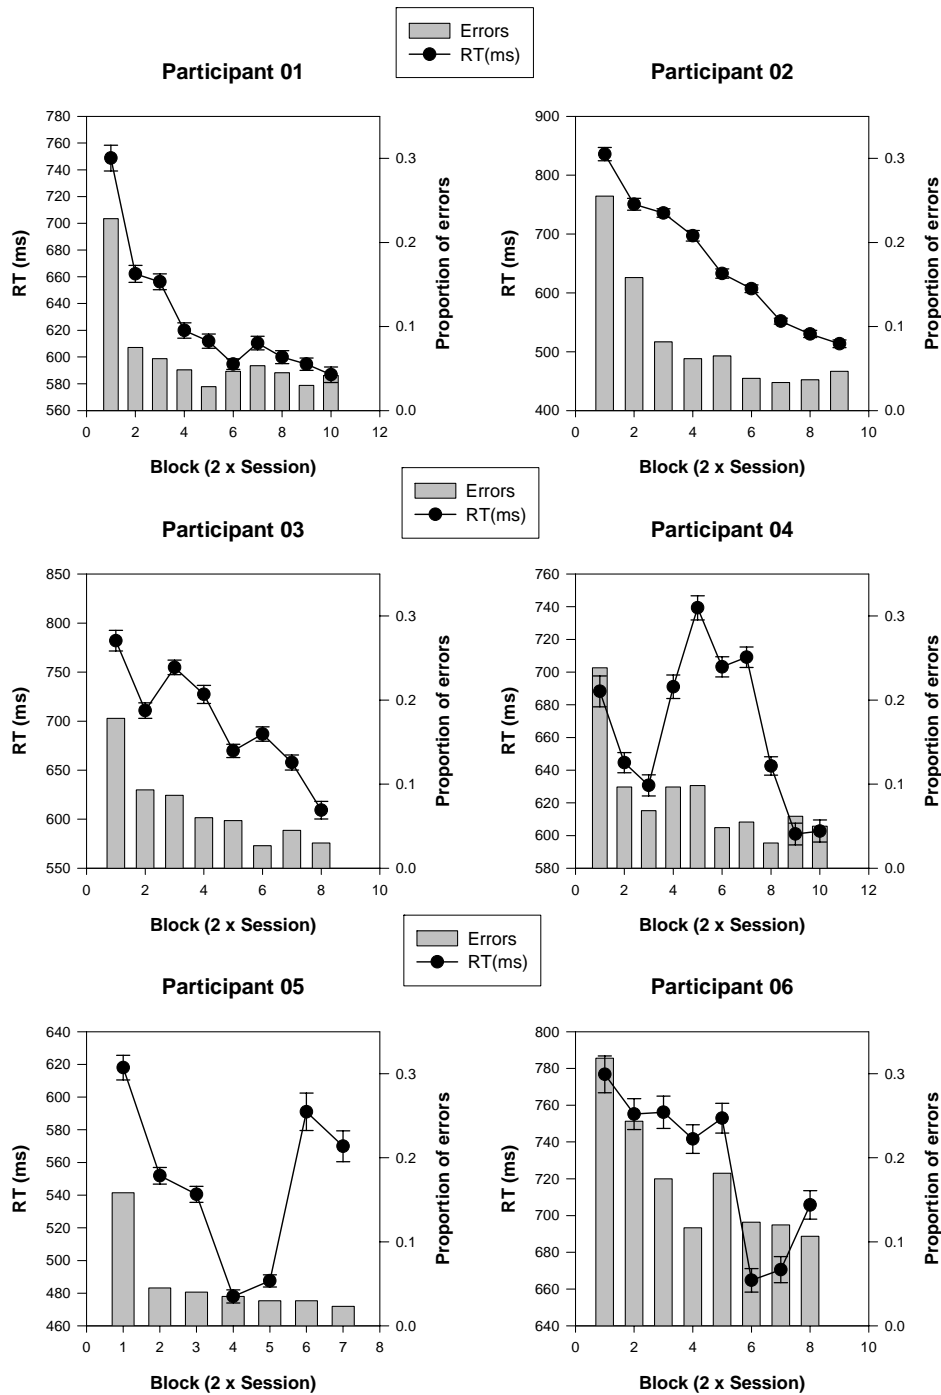 Errors
RT(ms)
Participant 01
Participant 02
780
760
740
720
700
680
660
640
620
600
580
560
RT (ms)
0.3
0.2
0.1
0.0
Proportion of errors
0 2 4 6 8 10 12
Block (2 x Session)
900
800
700
600
500
400
RT (ms)
0.3
0.2
0.1
0.0
Proportion of errors
0 2 4 6 8 10
Block (2 x Session)
Errors
RT(ms)
Participant 03
Participant 04
850
800
750
700
650
600
550
RT (ms)
0.3
0.2
0.1
0.0
Proportion of errors
0 2 4 6 8 10
Block (2 x Session)
760
740
720
700
680
660
640
620
600
580
RT (ms)
0.3
0.2
0.1
0.0
Proportion of errors
0 2 4 6 8 10 12
Block (2 x Session)
Errors
RT(ms)
Participant 05
Participant 06
640
620
600
580
560
540
520
500
480
460
RT (ms)
0.3
0.2
0.1
0.0
Proportion of errors
0 1 2 3 4 5 6 7 8
Block (2 x Session)
800
780
760
740
720
700
680
660
640
RT (ms)
0.3
0.2
0.1
0.0
Proportion of errors
0 2 4 6 8 10
Block (2 x Session)